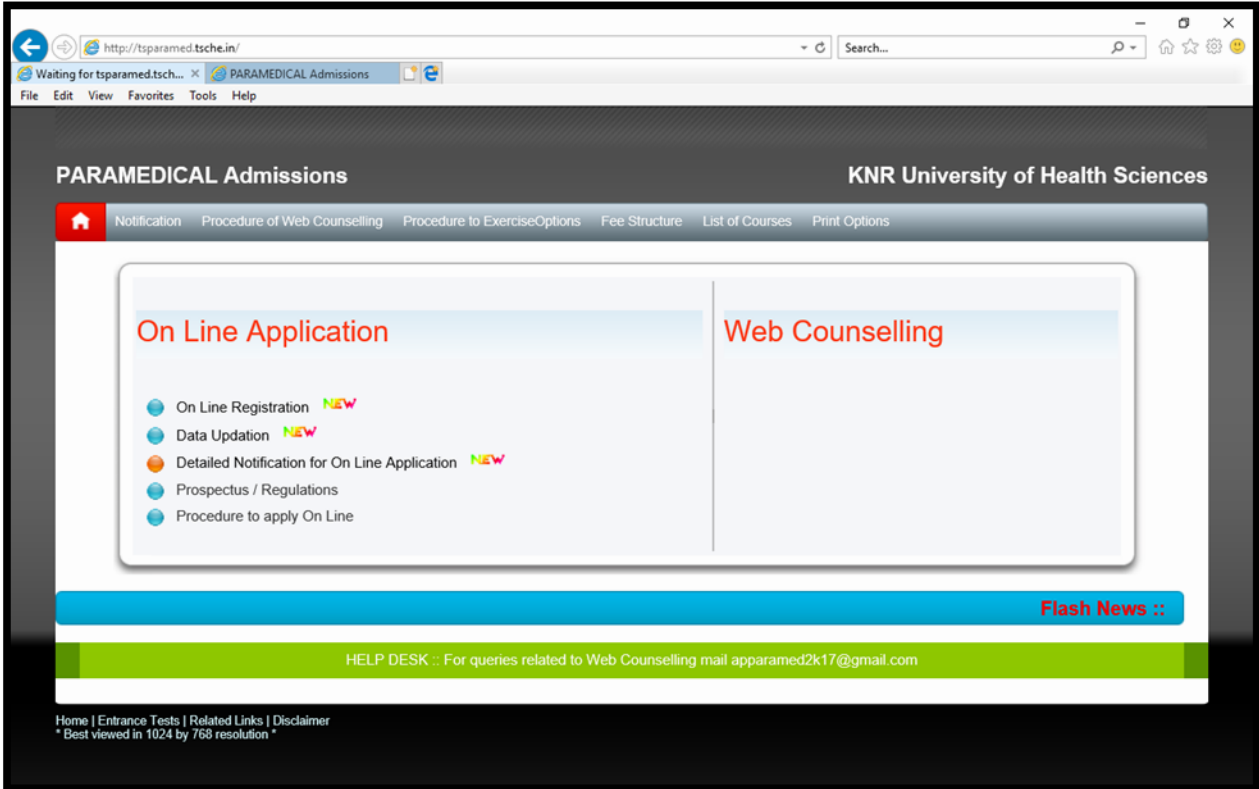 http://tsparamed.tsche.in/
Search...
Waiting for tsparamed.tsch...
PARAMEDICAL Admissions
File Edit View Favorites Tools Help
PARAMEDICAL Admissions
KNR University of Health Sciences
Notification Procedure of Web Counselling Procedure to ExerciseOptions Fee Structure List of Courses Print Options
On Line Application
On Line Registration NEW
Data Updation NEW
Detailed Notification for On Line Application NEW
Prospectus / Regulations
Procedure to apply On Line
Web Counselling
Flash News ::
HELP DESK :: For queries related to Web Counselling mail apparamed2k17@gmail.com
Home | Entrance Tests | Related Links | Disclaimer
* Best viewed in 1024 by 768 resolution *